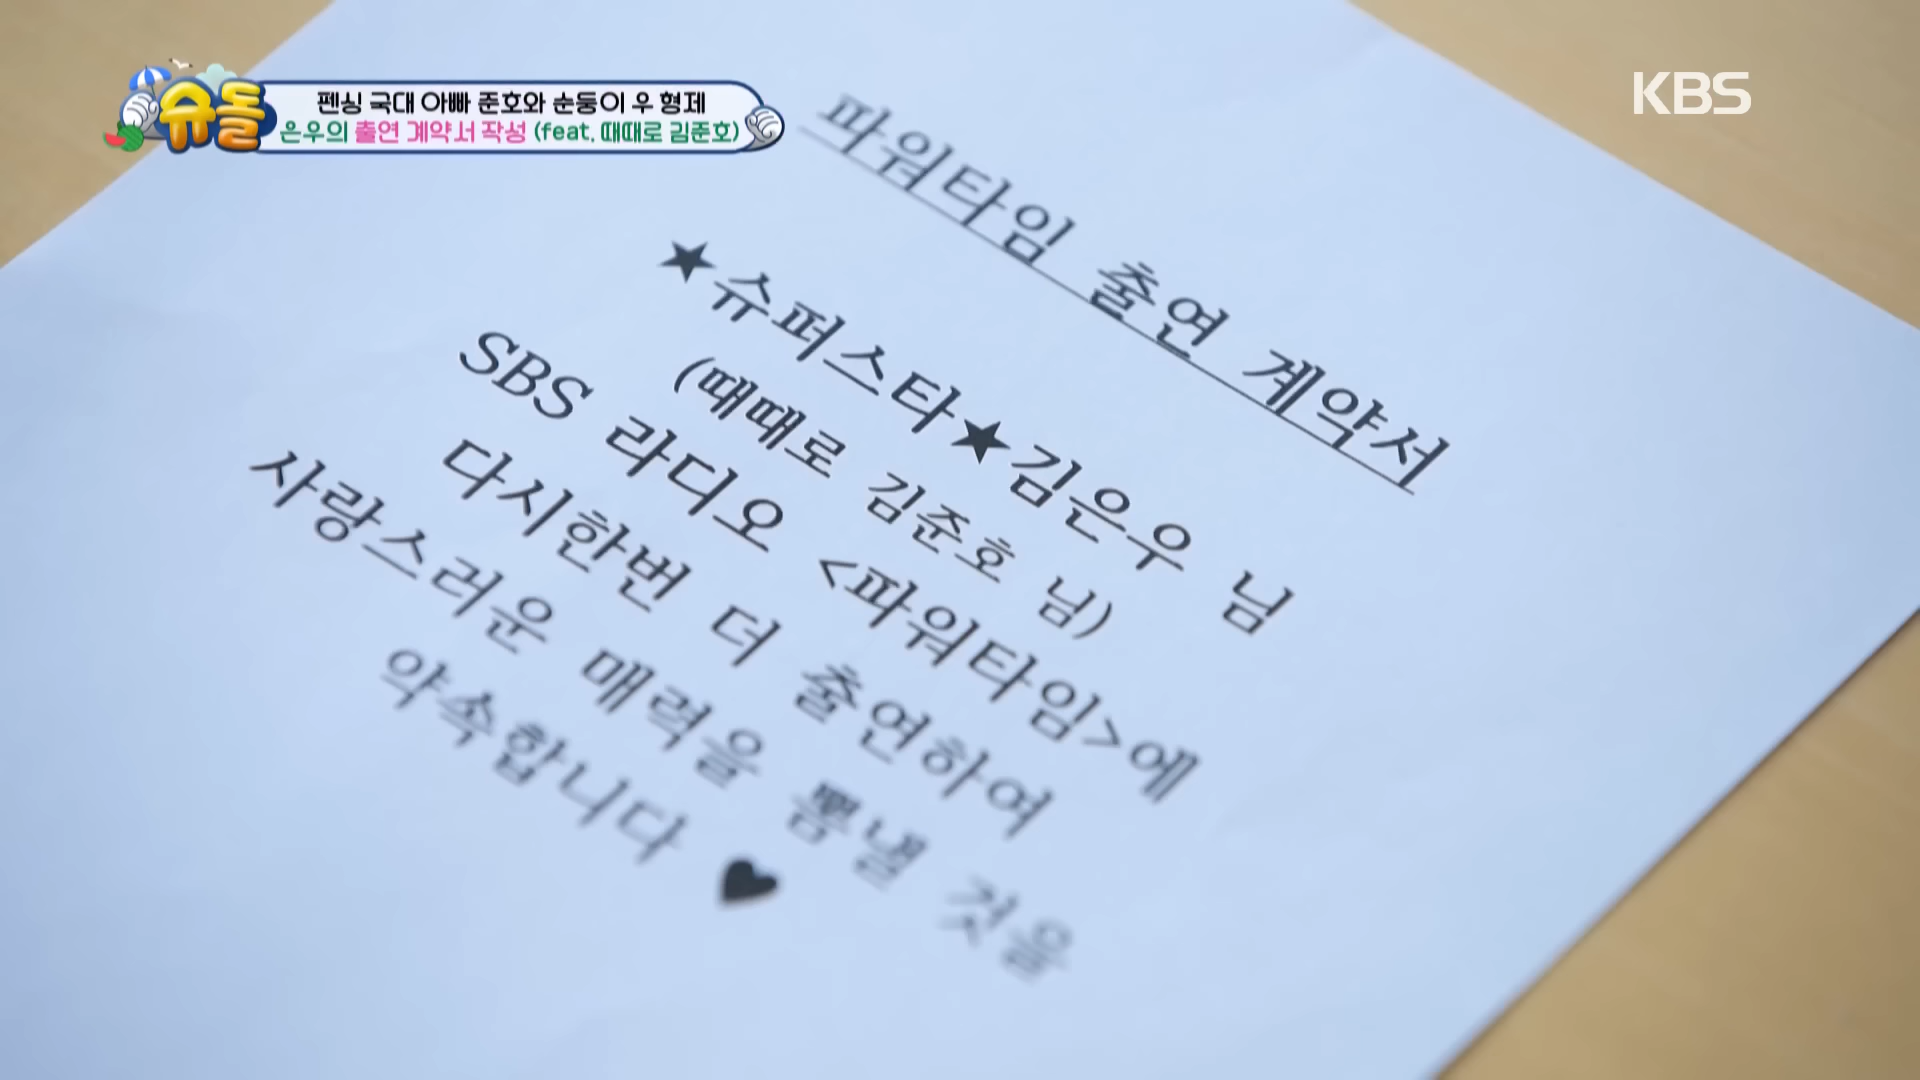 슈돌
펜싱 국대 아빠 준호와 순둥이 우 형제
은우의 출연 계약서 작성 (feat. 때때로 김준호)
KBS
파워타임 출연 계약서
★슈퍼스타★김은우 님
(때때로 김준호 님)
SBS 라디오 <파워타임>에
다시한번 더 출연하여
사랑스러운 매력을 뽐낼 것을
약속합니다 ♥